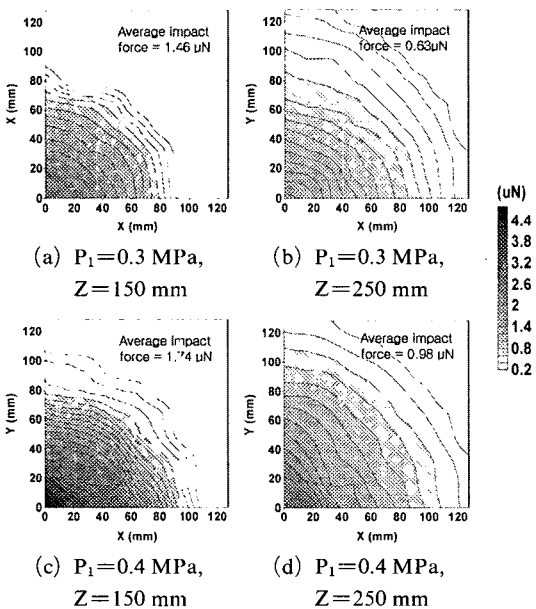 Average impact
force = 1.46 µN
120
100
80
60
40
20
0
X (mm)
0 20 40 60 80 100 120
X (mm)
(a) P₁=0.3 MPa,
Z=150 mm
Average impact
force = 0.63µN
120
100
80
60
40
20
0
Y (mm)
0 20 40 60 80 100 120
X (mm)
(b) P₁=0.3 MPa,
Z=250 mm
(uN)
4.4
3.8
3.2
2.6
2
1.4
0.8
0.2
Average impact
force = 1.74 µN
120
100
80
60
40
20
0
Y (mm)
0 20 40 60 80 100 120
X (mm)
(c) P₁=0.4 MPa,
Z=150 mm
Average impact
force = 0.98 µN
120
100
80
60
40
20
0
Y (mm)
0 20 40 60 80 100 120
X (mm)
(d) P₁=0.4 MPa,
Z=250 mm